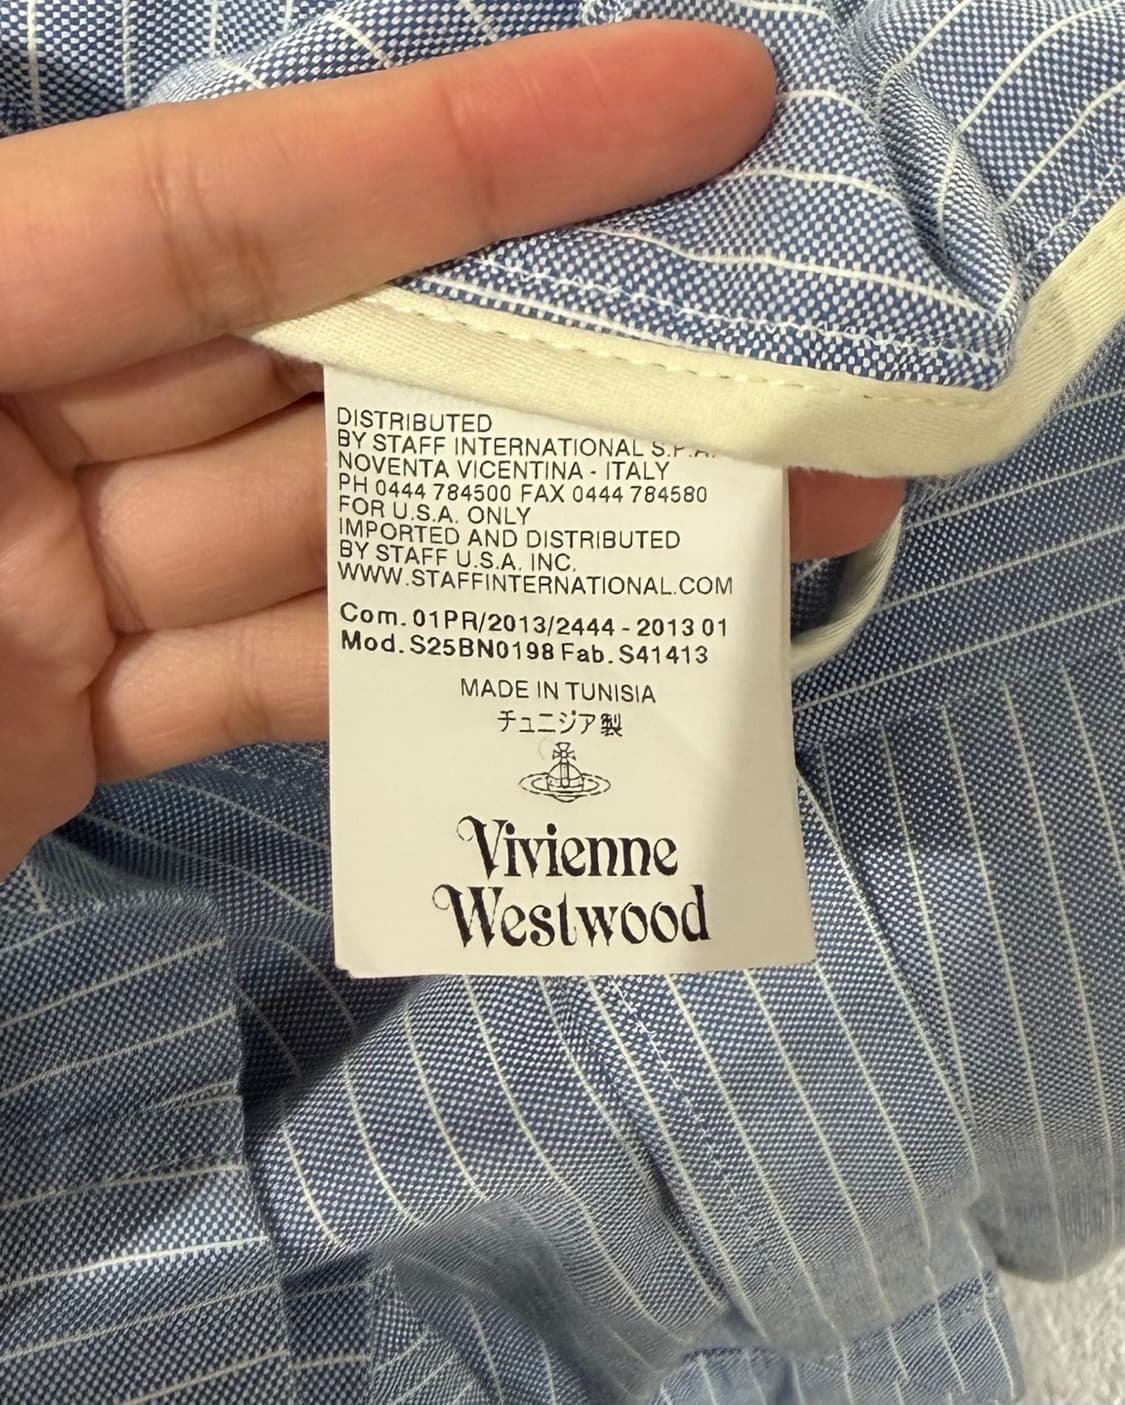 DISTRIBUTED
BY STAFF INTERNATIONAL S.P.A.
NOVENTA VICENTINA - ITALY
PH 0444 784500 FAX 0444 784580
FOR U.S.A. ONLY
IMPORTED AND DISTRIBUTED
BY STAFF U.S.A. INC.
WWW.STAFFINTERNATIONAL.COM
Com. 01PR/2013/2444 - 2013 01
Mod. S25BN0198 Fab. S41413
MADE IN TUNISIA
チュニジア製
Vivienne
Westwood